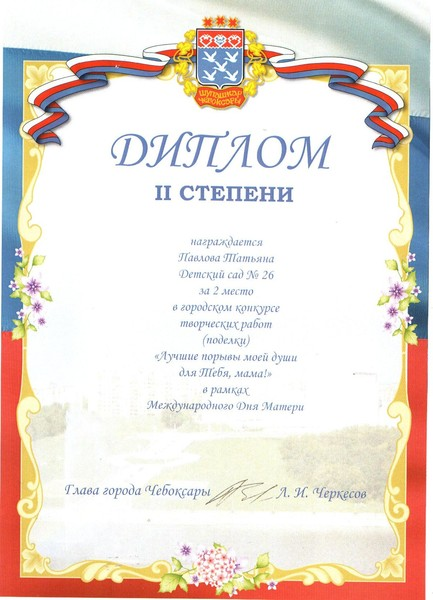 ШУПАШКАР
ЧЕБОКСАРЫ
ДИПЛОМ
II СТЕПЕНИ
награждается
Павлова Татьяна
Детский сад № 26
за 2 место
в городском конкурсе
творческих работ
(поделки)
«Лучшие порывы моей души
для Тебя, мама!»
в рамках
Международного Дня Матери
Глава города Чебоксары Л. И. Черкесов